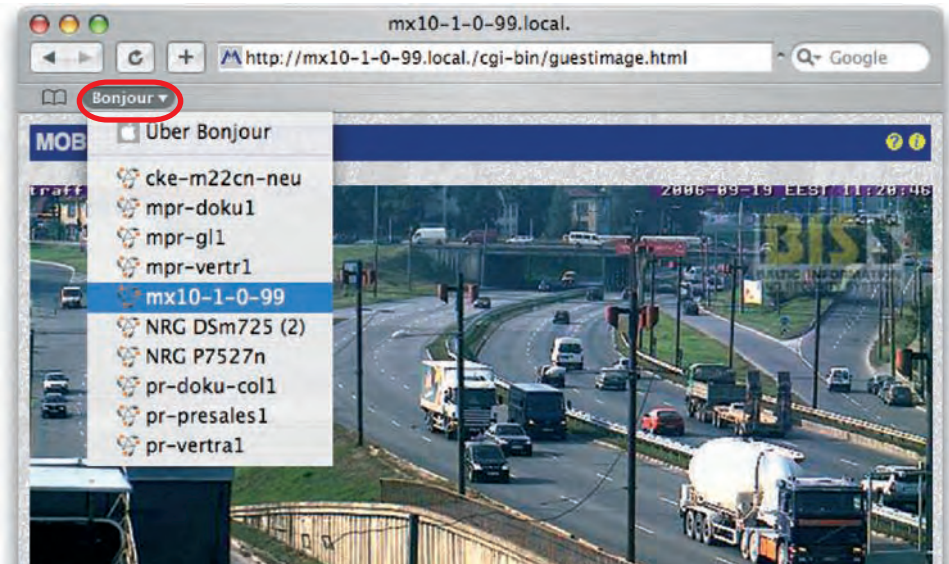 mx10-1-0-99.local.
http://mx10-1-0-99.local./cgi-bin/guestimage.html
Google
Bonjour
MOB
Über Bonjour
cke-m22cn-neu
2006-09-19 EEST 11:20:46
mpr-doku1
mpr-gl1
BIS
mpr-vertr1
BALTIC INFORMATION
mx10-1-0-99
NRG DSm725 (2)
NRG P7527n
pr-doku-col1
pr-presales1
pr-vertra1